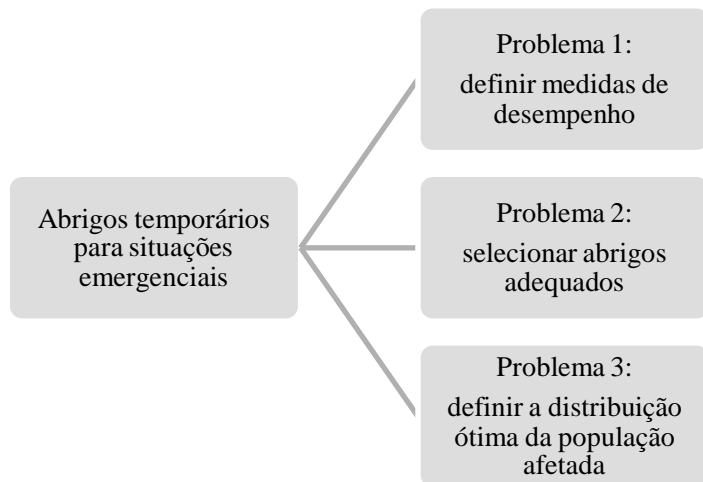 Abrigos temporários
para situações
emergenciais
Problema 1:
definir medidas de
desempenho
Problema 2:
selecionar abrigos
adequados
Problema 3:
definir a distribuição
ótima da população
afetada